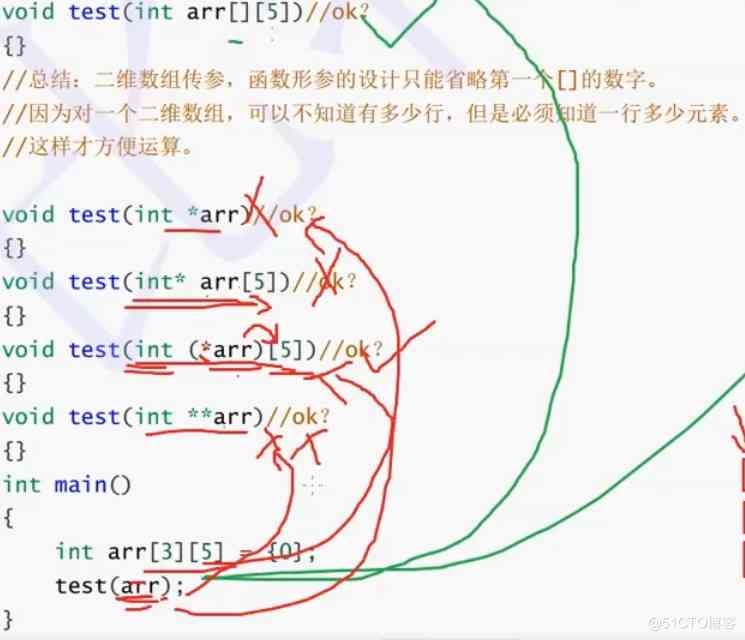 void test(int arr[][5])//ok?
{}
//总结：二维数组传参，函数形参的设计只能省略第一个[]的数字。
//因为对一个二维数组，可以不知道有多少行，但是必须知道一行多少元素。
//这样才方便运算。
void test(int *arr)//ok?
{}
void test(int* arr[5])//ok?
{}
void test(int (*arr)[5])//ok?
{}
void test(int **arr)//ok?
{}
int main()
{
int arr[3][5] = {0};
test(arr);
}
@51CTO博客